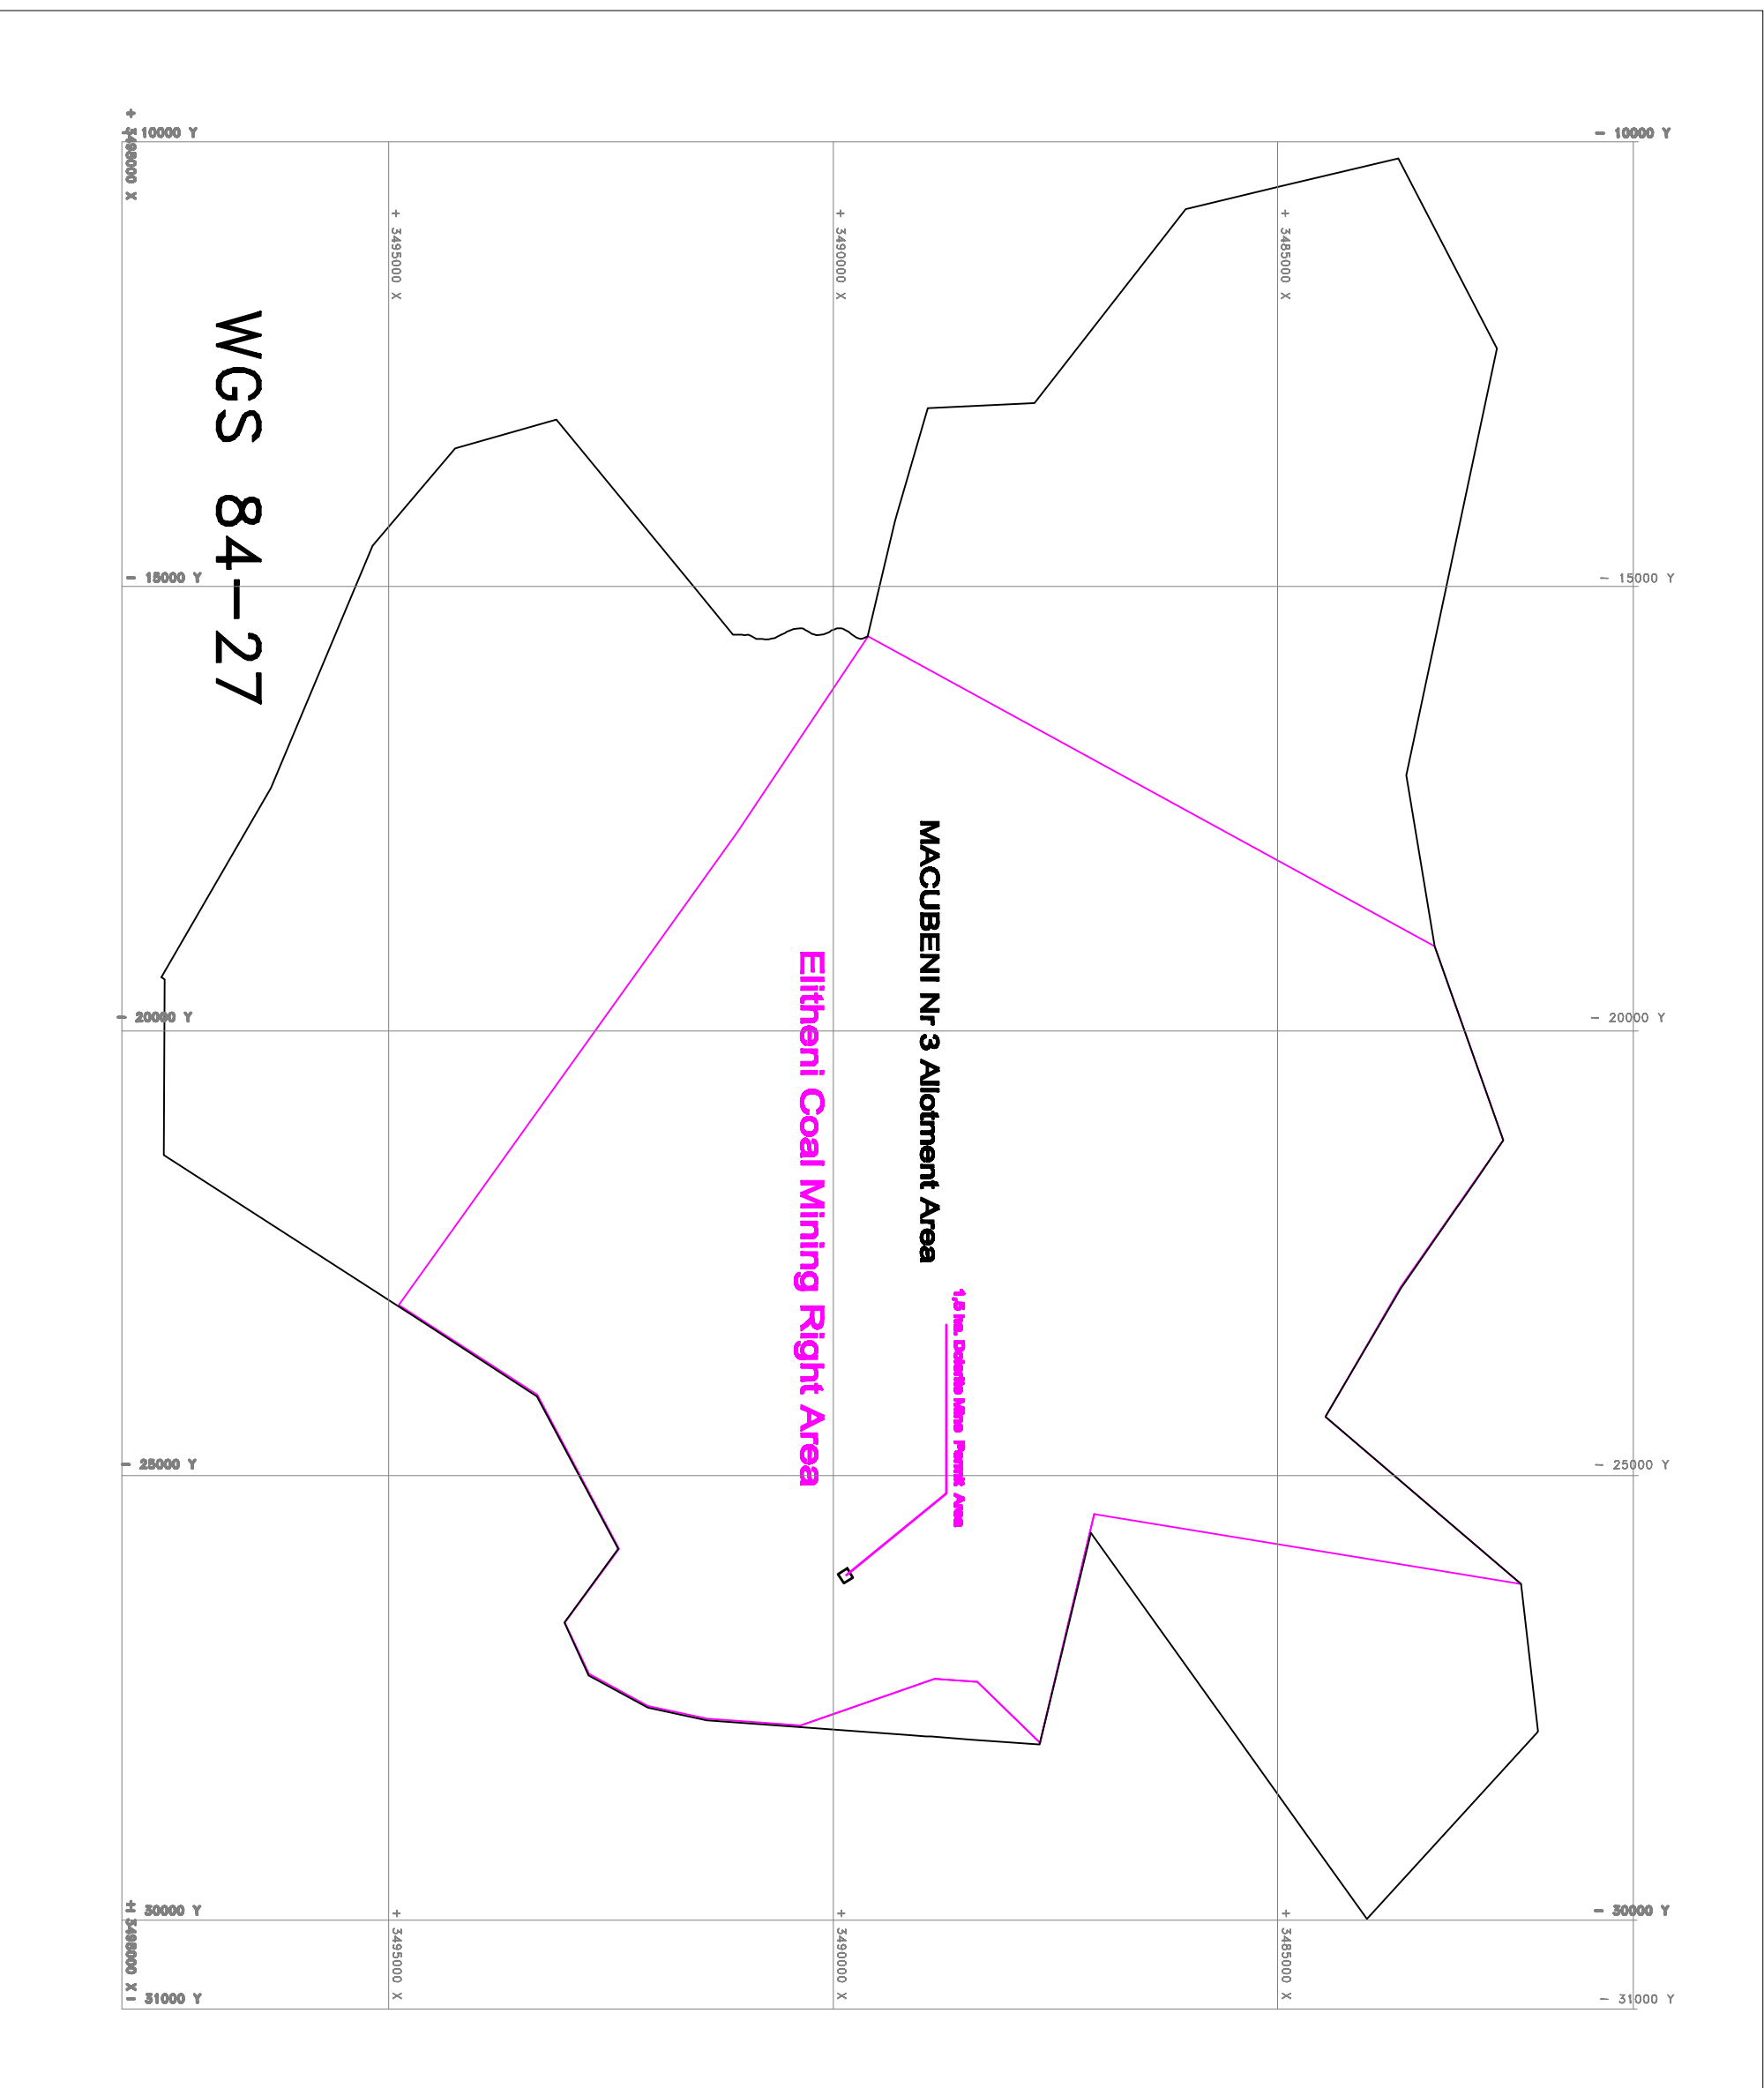 - 10000 Y
- 10000 Y
+ 3495000 X
+ 3490000 X
+ 3485000 X
WGS 84-27
- 15000 Y
- 15000 Y
MACUBENI Nr 3 Allotment Area
Elitheni Coal Mining Right Area
- 20000 Y
- 20000 Y
1,5 ha. Dolerite Mine Permit Area
- 25000 Y
- 25000 Y
- 30000 Y
- 30000 Y
+ 3495000 X
+ 3490000 X
+ 3485000 X
- 31000 Y
- 31000 Y